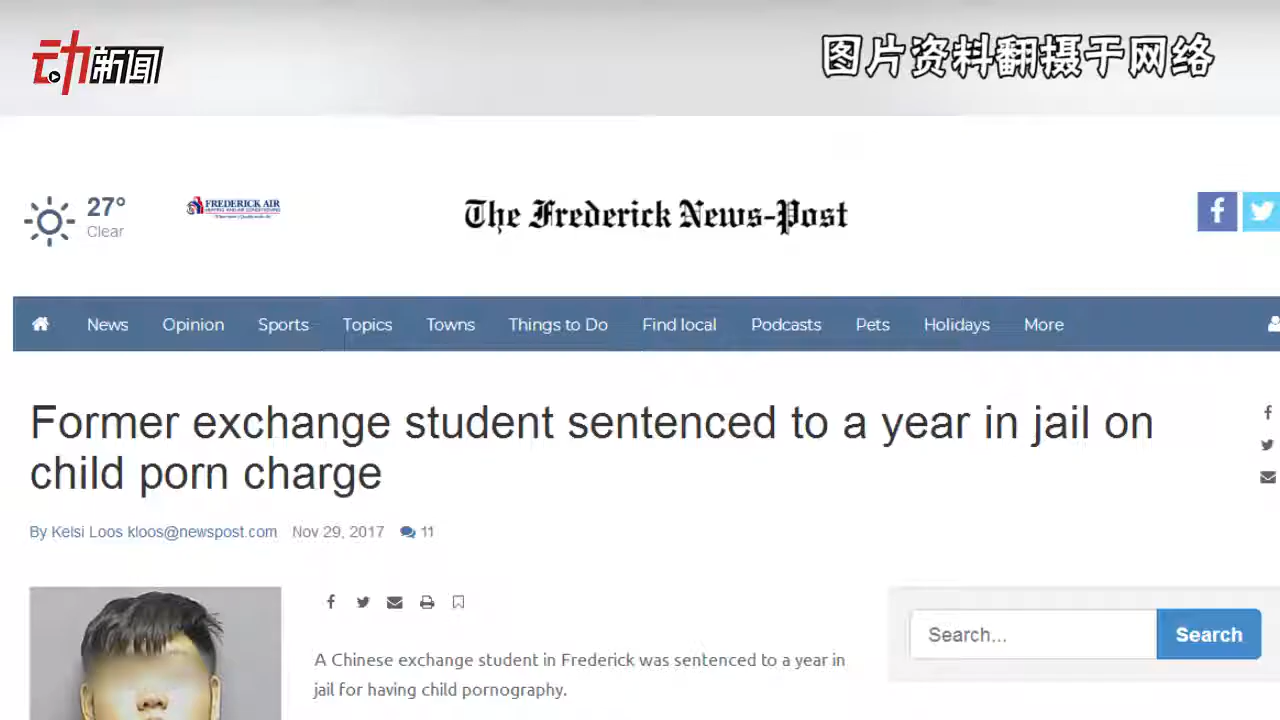 动新闻
图片资料翻摄于网络
27°
Clear
FREDERICK AIR
The Frederick News-Post
News Opinion Sports Topics Towns Things to Do Find local Podcasts Pets Holidays More
Former exchange student sentenced to a year in jail on
child porn charge
By Kelsi Loos kloos@newspost.com Nov 29, 2017 11
Search... Search
A Chinese exchange student in Frederick was sentenced to a year in
jail for having child pornography.